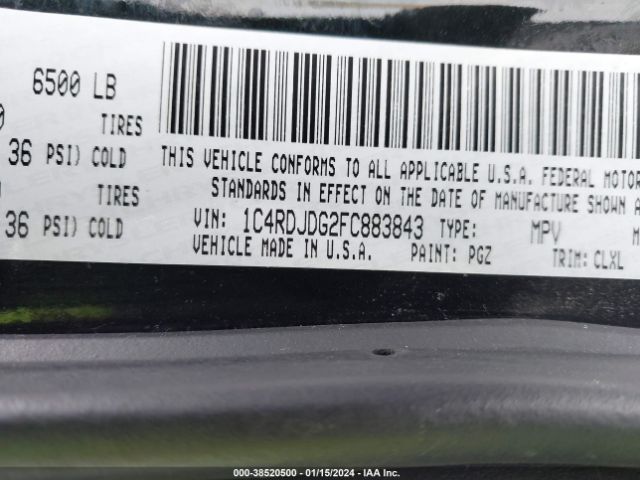 6500 LB
TIRES
36 PSI) COLD
TIRES
36 PSI) COLD
THIS VEHICLE CONFORMS TO ALL APPLICABLE U.S.A. FEDERAL MOTOR
STANDARDS IN EFFECT ON THE DATE OF MANUFACTURE SHOWN A
VIN: 1C4RDJDG2FC883843 TYPE: MPV
VEHICLE MADE IN U.S.A. PAINT: PGZ TRIM: CLXL
000-38520500 - 01/15/2024 - IAA Inc.